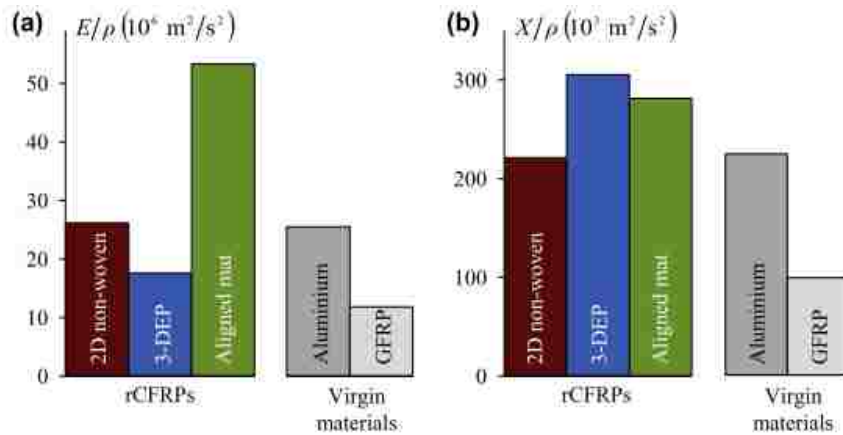 (a) E/ρ (10⁶ m²/s²)
50
40
30
20
10
0
2D non-woven
3-DEP
Aligned mat
Aluminium
GFRP
rCFRPs
Virgin
materials
(b) X/ρ (10³ m²/s²)
300
200
100
0
2D non-woven
3-DEP
Aligned mat
Aluminium
GFRP
rCFRPs
Virgin
materials